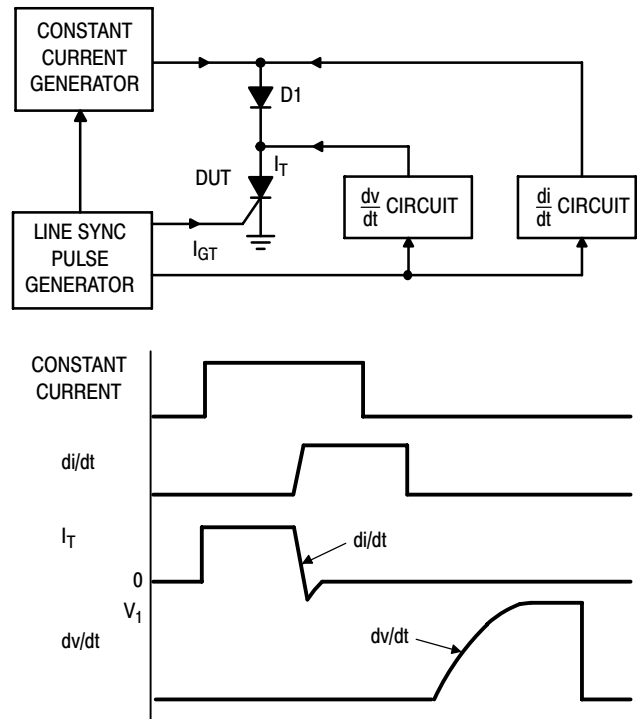 CONSTANT
CURRENT
GENERATOR
D1
DUT
I_T
dv
dt CIRCUIT
di
dt CIRCUIT
LINE SYNC
PULSE
GENERATOR
I_GT
CONSTANT
CURRENT
di/dt
I_T
di/dt
0
V_1
dv/dt
dv/dt